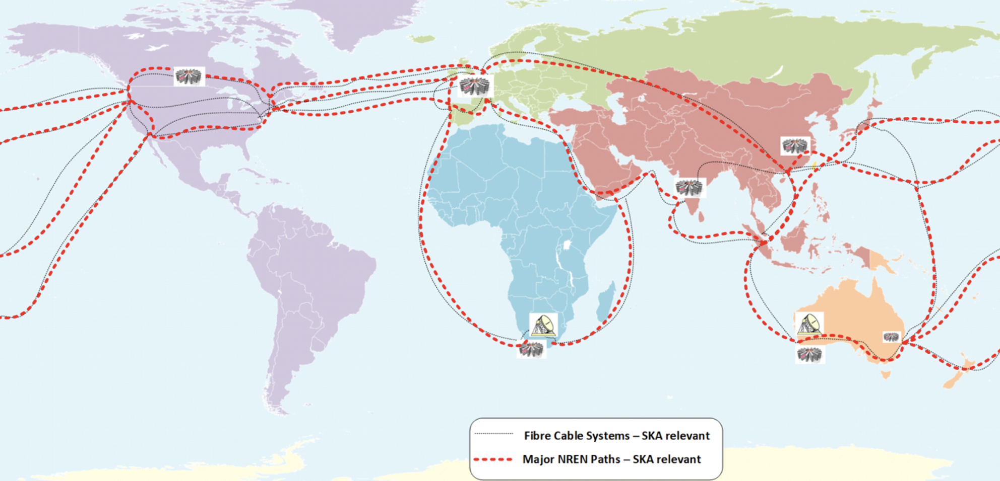 Fibre Cable Systems – SKA relevant
Major NREN Paths – SKA relevant